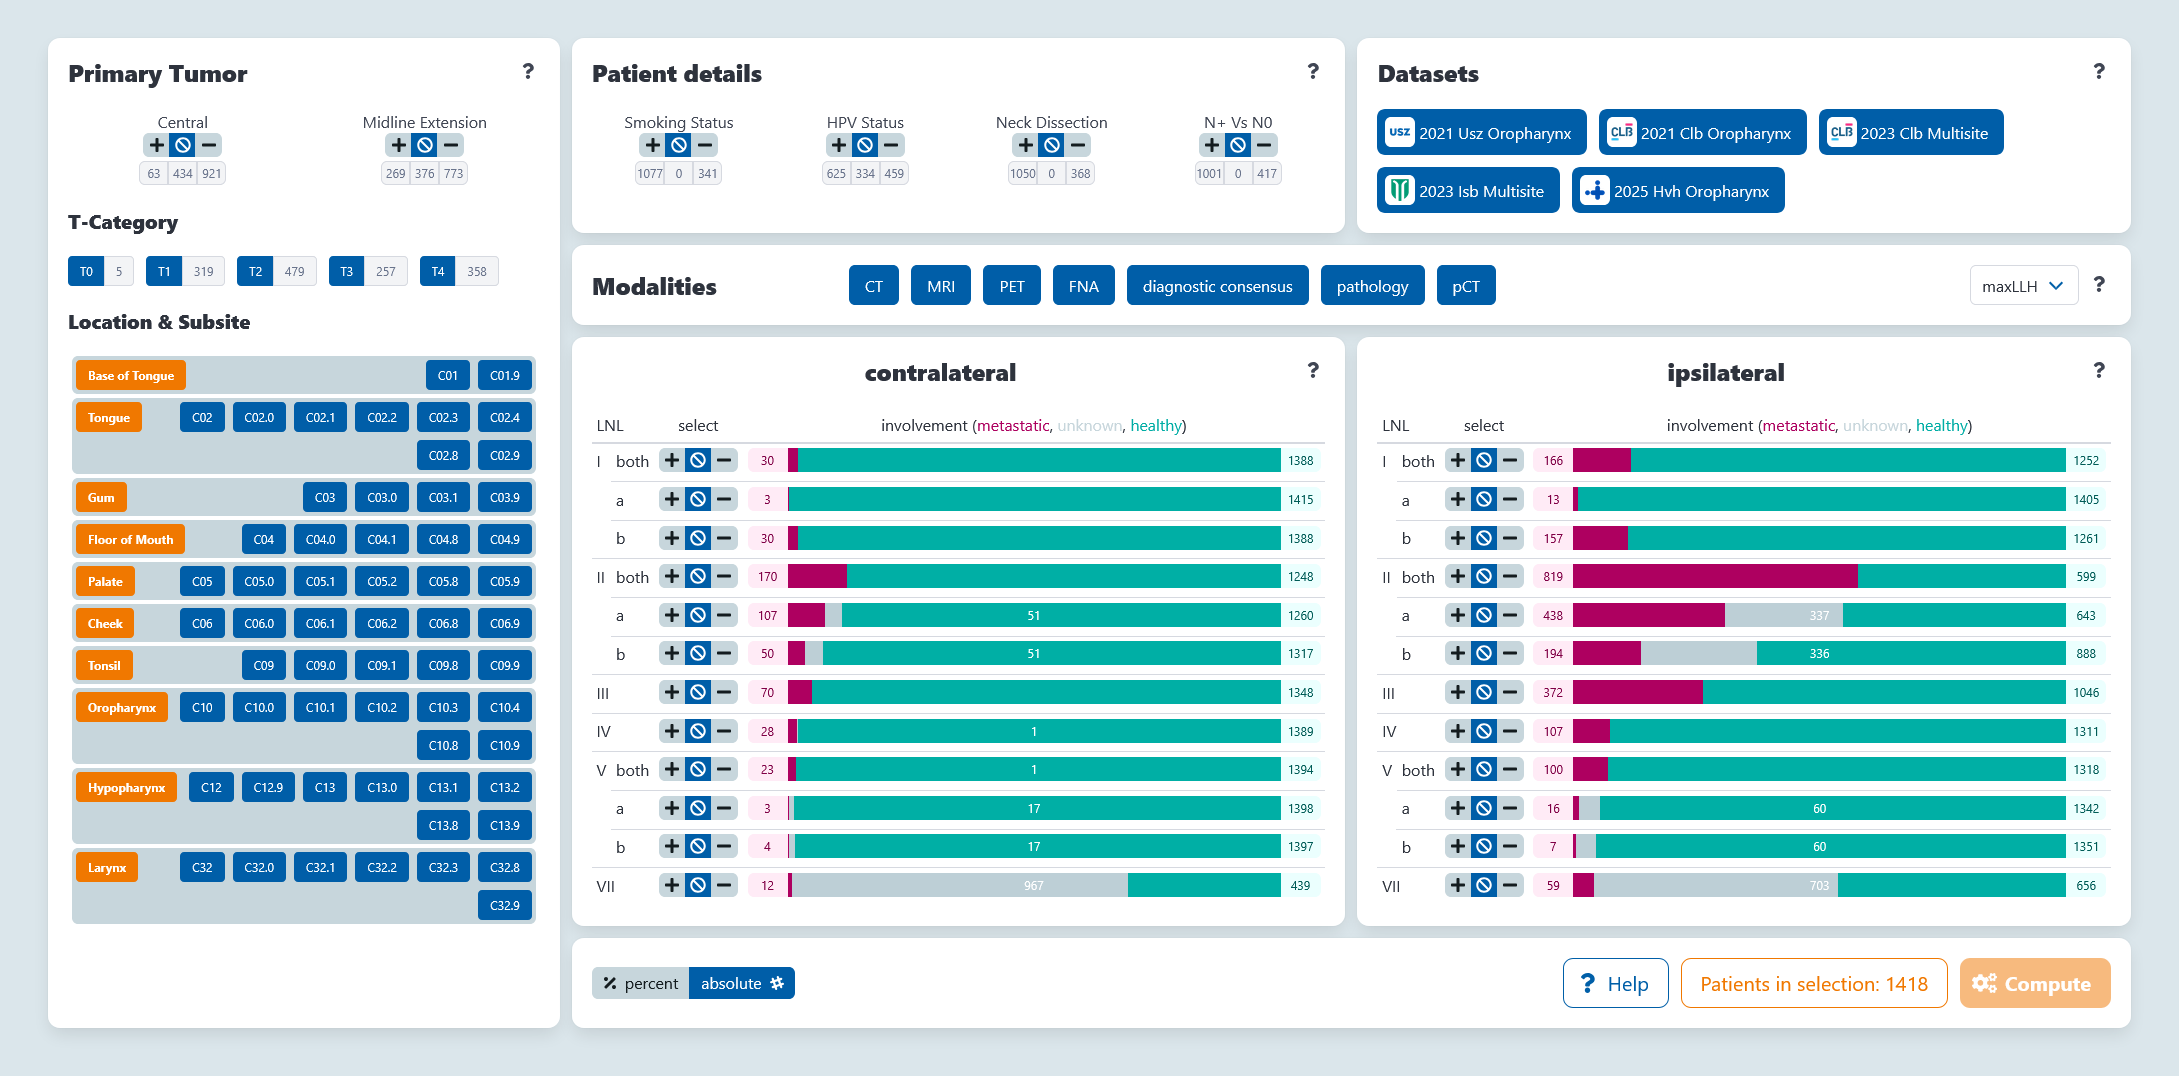 Primary Tumor ?
Central
63 434 921
Midline Extension
269 376 773
T-Category
T0 5 T1 319 T2 479 T3 257 T4 358
Location & Subsite
Base of Tongue C01 C01.9
Tongue C02 C02.0 C02.1 C02.2 C02.3 C02.4
C02.8 C02.9
Gum C03 C03.0 C03.1 C03.9
Floor of Mouth C04 C04.0 C04.1 C04.8 C04.9
Palate C05 C05.0 C05.1 C05.2 C05.8 C05.9
Cheek C06 C06.0 C06.1 C06.2 C06.8 C06.9
Tonsil C09 C09.0 C09.1 C09.8 C09.9
Oropharynx C10 C10.0 C10.1 C10.2 C10.3 C10.4
C10.8 C10.9
Hypopharynx C12 C12.9 C13 C13.0 C13.1 C13.2
C13.8 C13.9
Larynx C32 C32.0 C32.1 C32.2 C32.3 C32.8
C32.9
Patient details ?
Smoking Status
1077 0 341
HPV Status
625 334 459
Neck Dissection
1050 0 368
N+ Vs N0
1001 0 417
Datasets ?
USZ 2021 Usz Oropharynx CLB 2021 Clb Oropharynx CLB 2023 Clb Multisite
2023 Isb Multisite 2025 Hvh Oropharynx
Modalities CT MRI PET FNA diagnostic consensus pathology pCT maxLLH ?
contralateral ?
LNL select involvement (metastatic, unknown, healthy)
I both 30 1388
a 3 1415
b 30 1388
II both 170 1248
a 107 51 1260
b 50 51 1317
III 70 1348
IV 28 1 1389
V both 23 1 1394
a 3 17 1398
b 4 17 1397
VII 12 967 439
ipsilateral ?
LNL select involvement (metastatic, unknown, healthy)
I both 166 1252
a 13 1405
b 157 1261
II both 819 599
a 438 337 643
b 194 336 888
III 372 1046
IV 107 1311
V both 100 1318
a 16 60 1342
b 7 60 1351
VII 59 703 656
% percent absolute #
? Help
Patients in selection: 1418
Compute